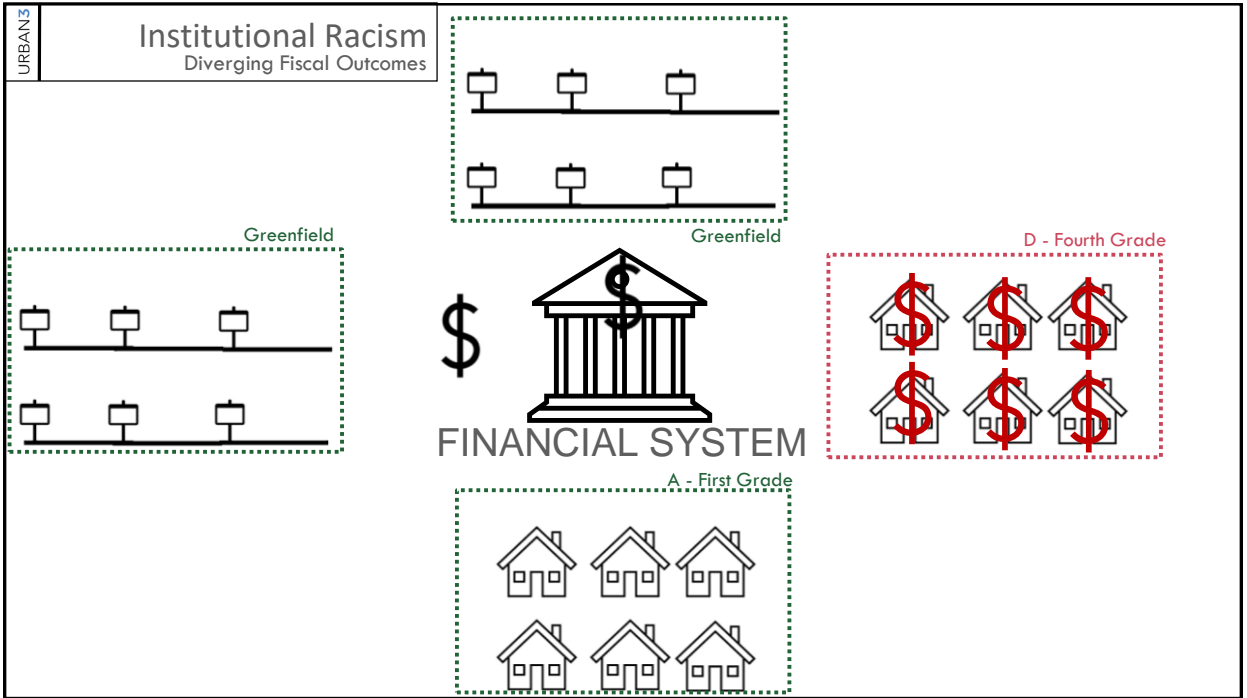 URBAN3
Institutional Racism
Diverging Fiscal Outcomes
Greenfield
Greenfield
D - Fourth Grade
$
$
$ $ $
$ $ $
FINANCIAL SYSTEM
A - First Grade